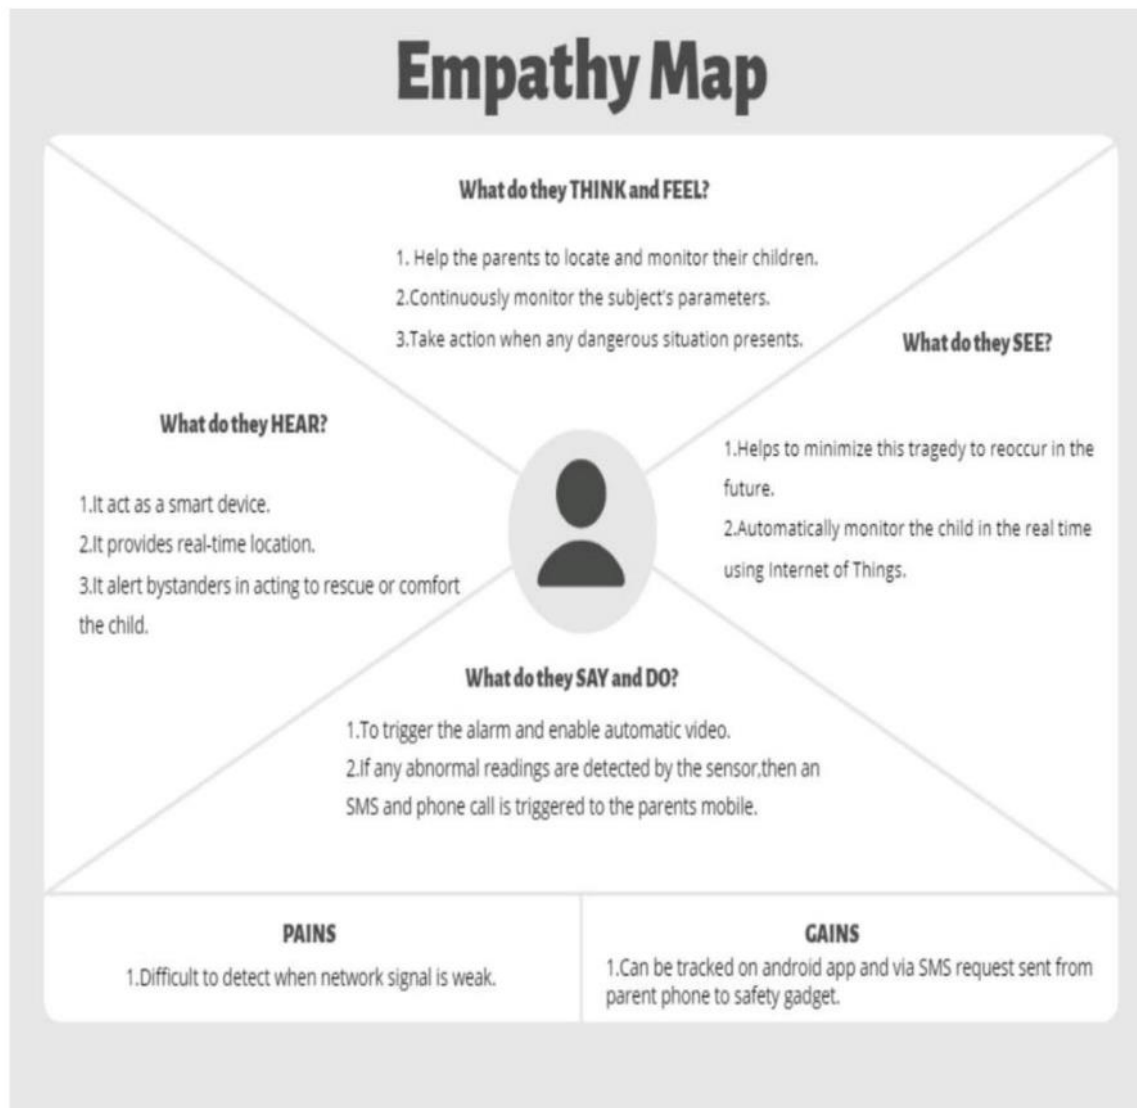 Empathy Map
What do they THINK and FEEL?
1. Help the parents to locate and monitor their children.
2.Continuously monitor the subject's parameters.
3.Take action when any dangerous situation presents.
What do they SEE?
1.Helps to minimize this tragedy to reoccur in the
future.
2.Automatically monitor the child in the real time
using Internet of Things.
What do they HEAR?
1.It act as a smart device.
2.It provides real-time location.
3.It alert bystanders in acting to rescue or comfort
the child.
What do they SAY and DO?
1.To trigger the alarm and enable automatic video.
2.If any abnormal readings are detected by the sensor,then an
SMS and phone call is triggered to the parents mobile.
PAINS
1.Difficult to detect when network signal is weak.
GAINS
1.Can be tracked on android app and via SMS request sent from
parent phone to safety gadget.